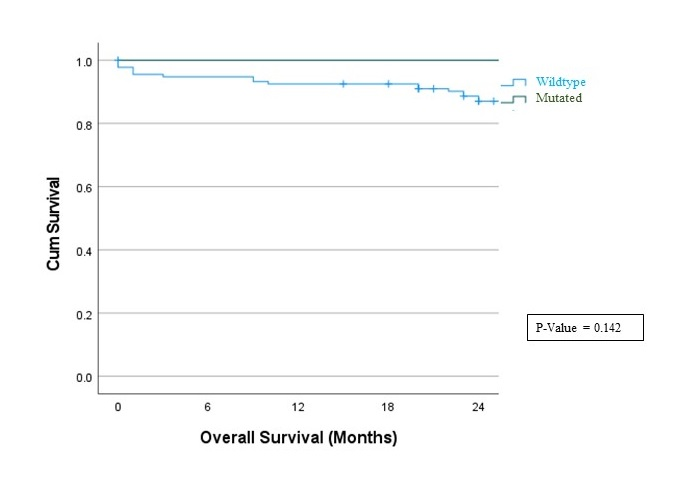 Cum Survival
1.0
0.8
0.6
0.4
0.2
0.0
0 6 12 18 24
Overall Survival (Months)
Wildtype
Mutated
P-Value = 0.142